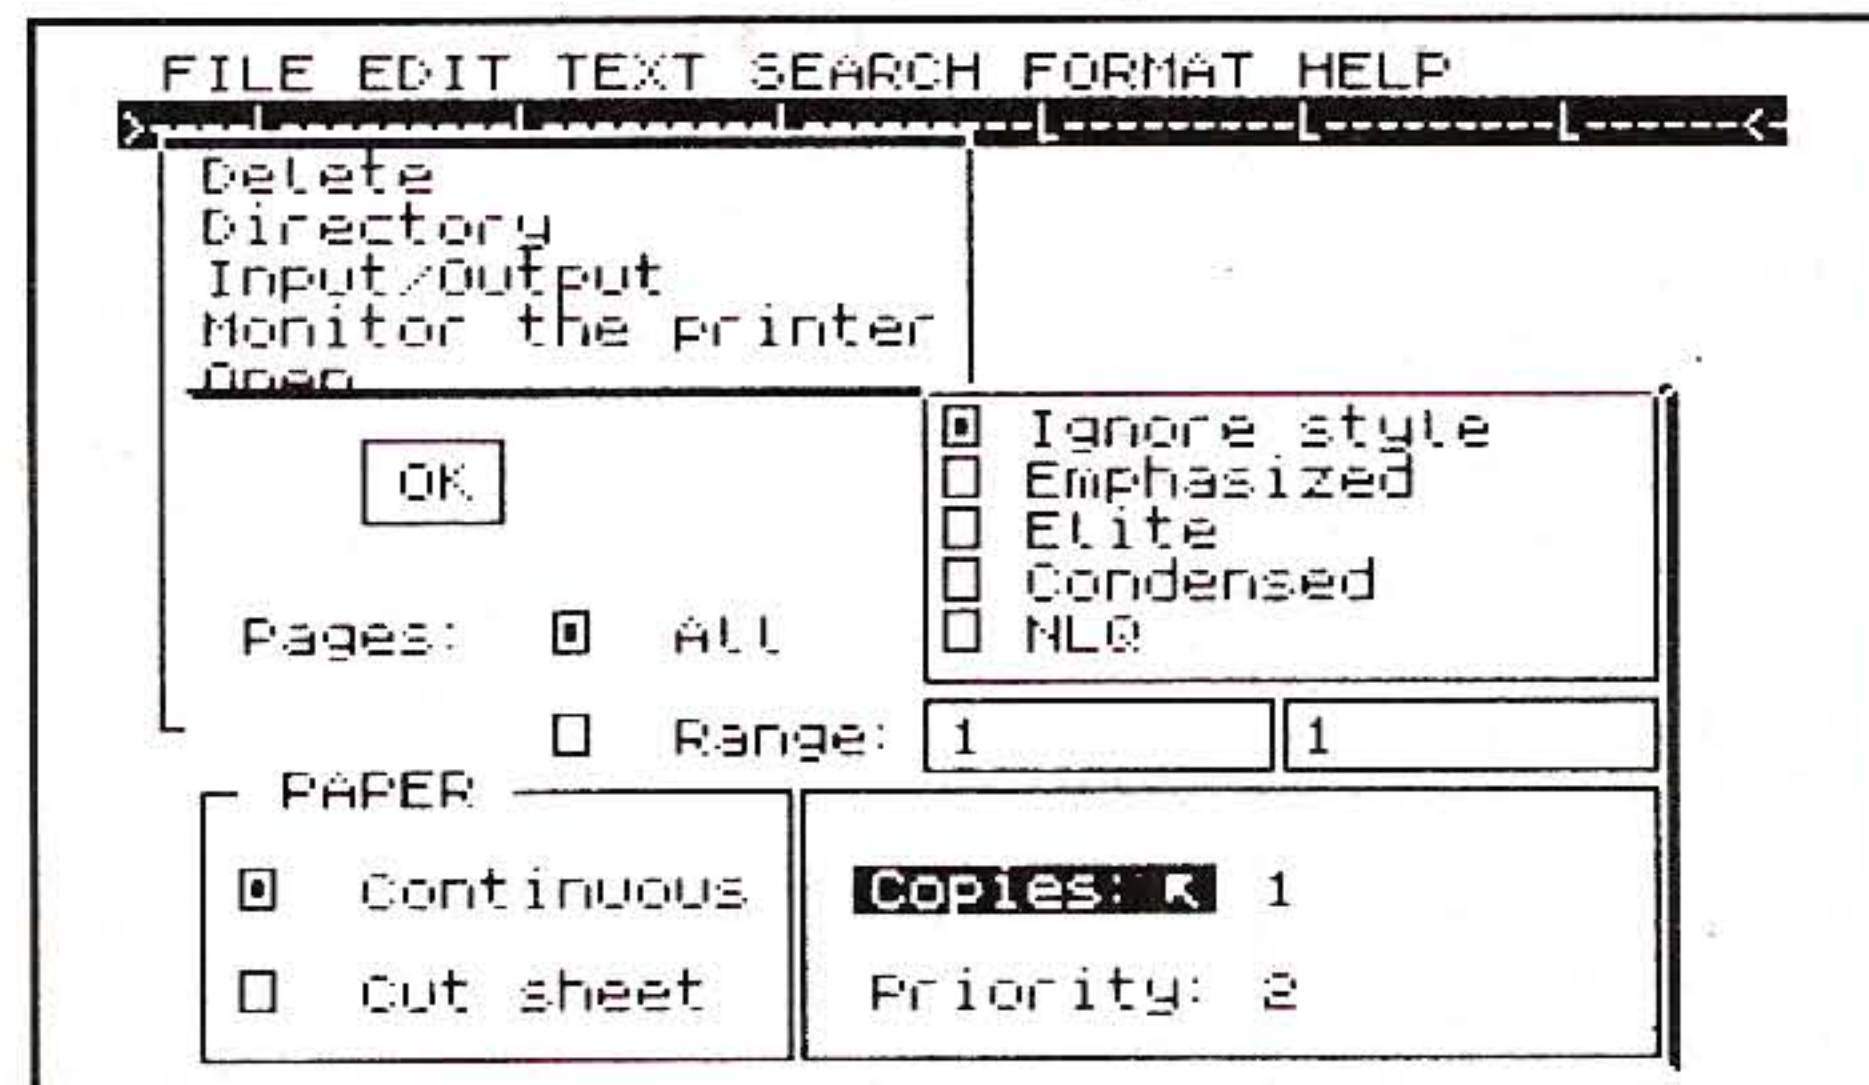 FILE EDIT TEXT SEARCH FORMAT HELP
Delete
Directory
Input/Output
Monitor the printer
Open
Ignore style
Emphasized
OK
Elite
Condensed
Pages: All
NLQ
Range: 1 1
PAPER
Continuous
Copies: 1
Cut sheet
Priority: 2